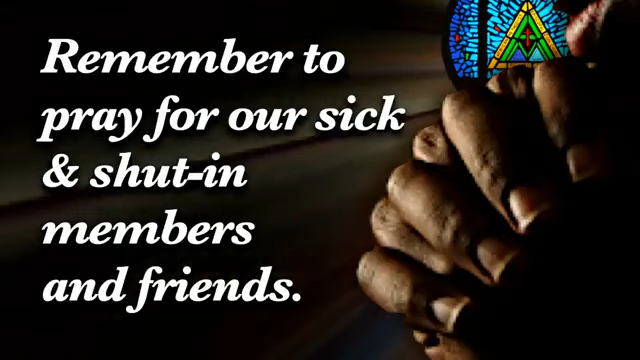 Remember to
pray for our sick
& shut-in
members
and friends.